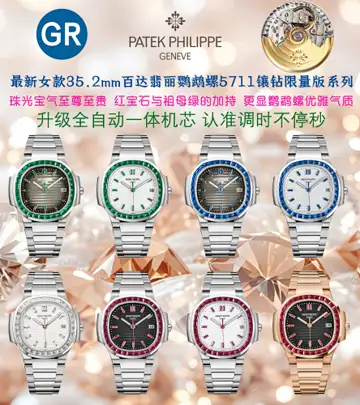 GR
PATEK PHILIPPE
GENEVE
最新女款35.2mm百达翡丽鹦鹉螺5711镶钻限量版系列
珠光宝气至尊至贵 红宝石与祖母绿的加持 更显鹦鹉螺优雅气质
升级全自动一体机芯 认准调时不停秒